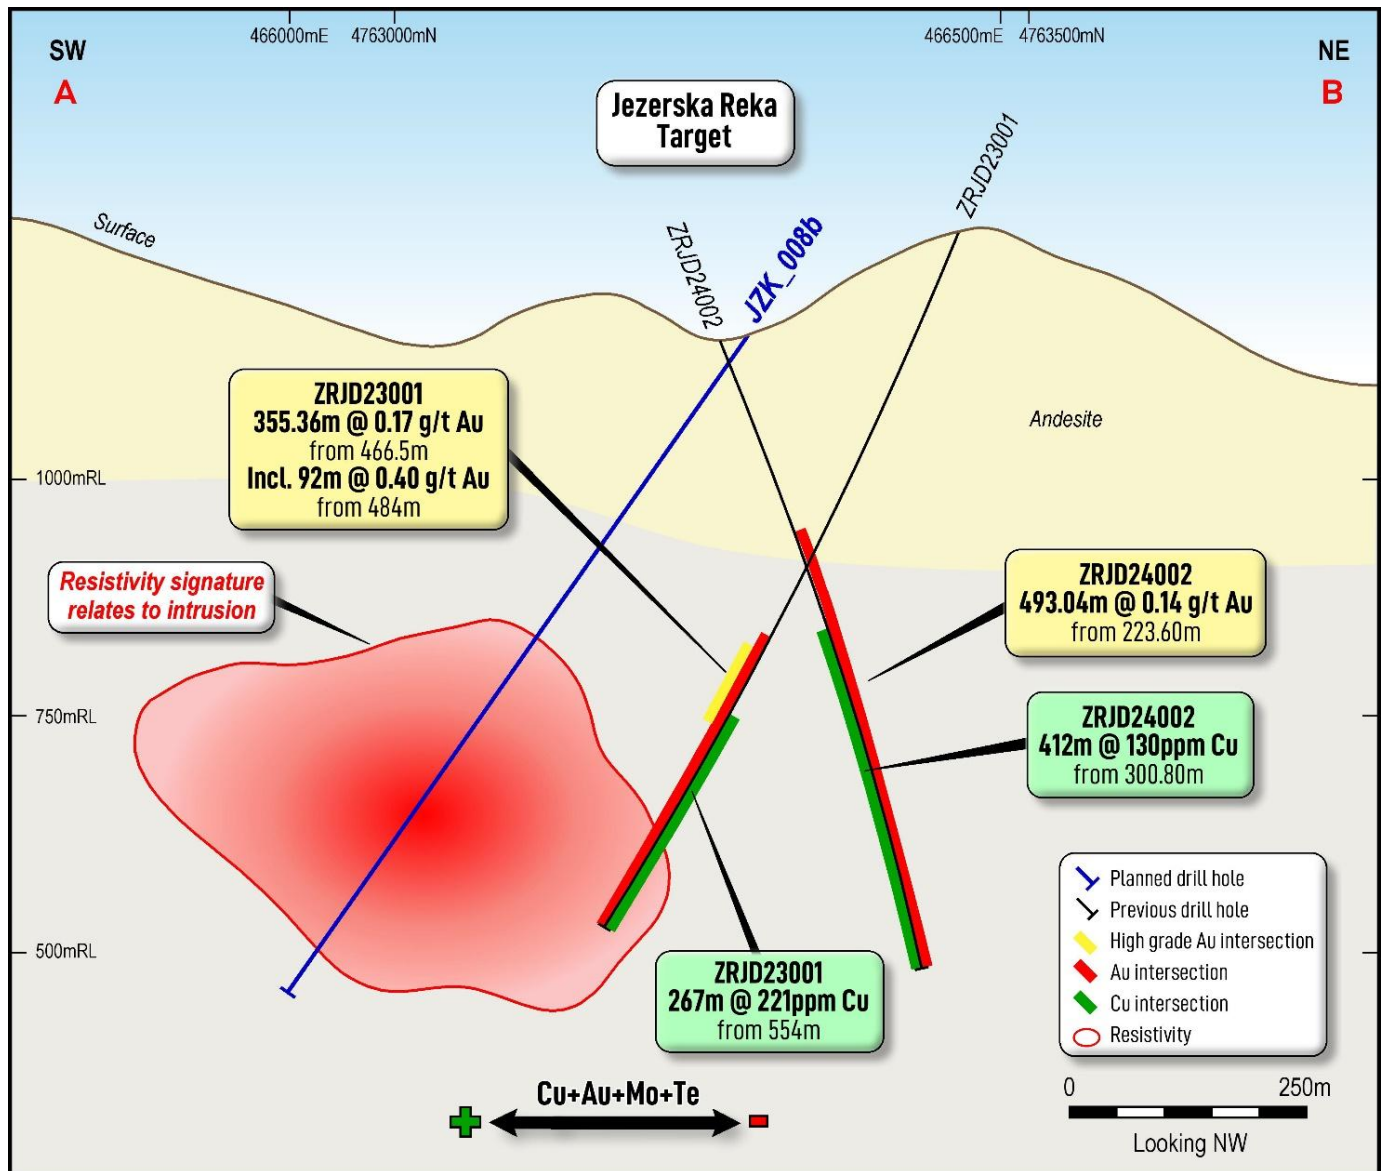 466000mE 4763000mN
466500mE 4763500mN
SW
NE
A
B
Jezerska Reka
Target
ZRJD23001
Surface
ZRJD24002
JZK_008b
ZRJD23001
355.36m @ 0.17 g/t Au
from 466.5m
Incl. 92m @ 0.40 g/t Au
from 484m
Andesite
1000mRL
Resistivity signature
relates to intrusion
ZRJD24002
493.04m @ 0.14 g/t Au
from 223.60m
750mRL
ZRJD24002
412m @ 130ppm Cu
from 300.80m
500mRL
ZRJD23001
267m @ 221ppm Cu
from 554m
Planned drill hole
Previous drill hole
High grade Au intersection
Au intersection
Cu intersection
Resistivity
Cu+Au+Mo+Te
0 250m
Looking NW